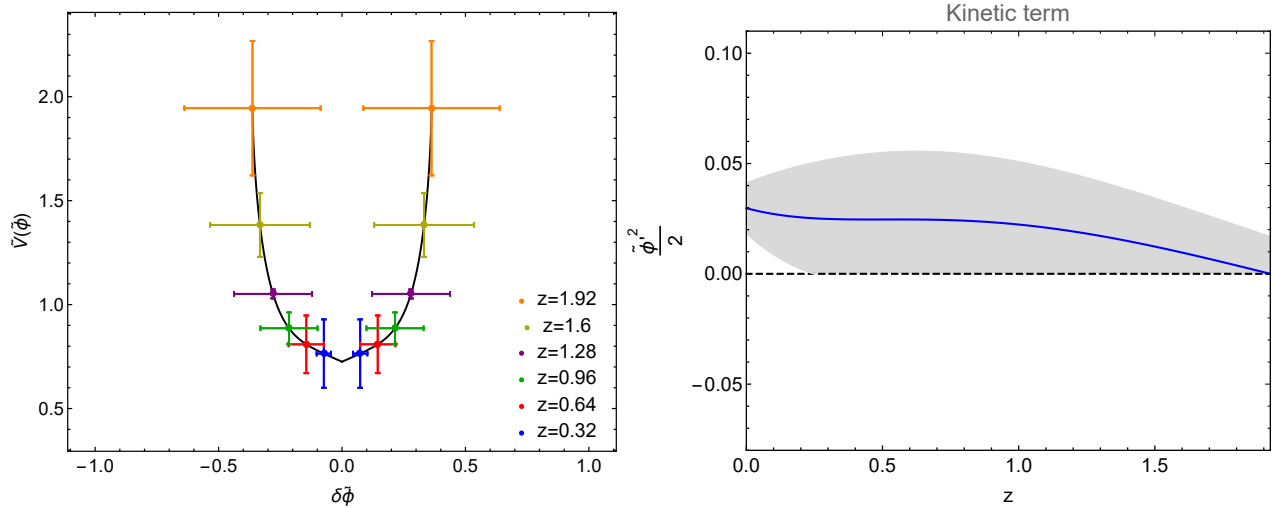 Ṽ(ϕ̃)
2.0
1.5
1.0
0.5
z=1.92
z=1.6
z=1.28
z=0.96
z=0.64
z=0.32
−1.0 −0.5 0.0 0.5 1.0
δϕ̃
Kinetic term
ϕ̃'²/2
0.10
0.05
0.00
−0.05
0.0 0.5 1.0 1.5
z